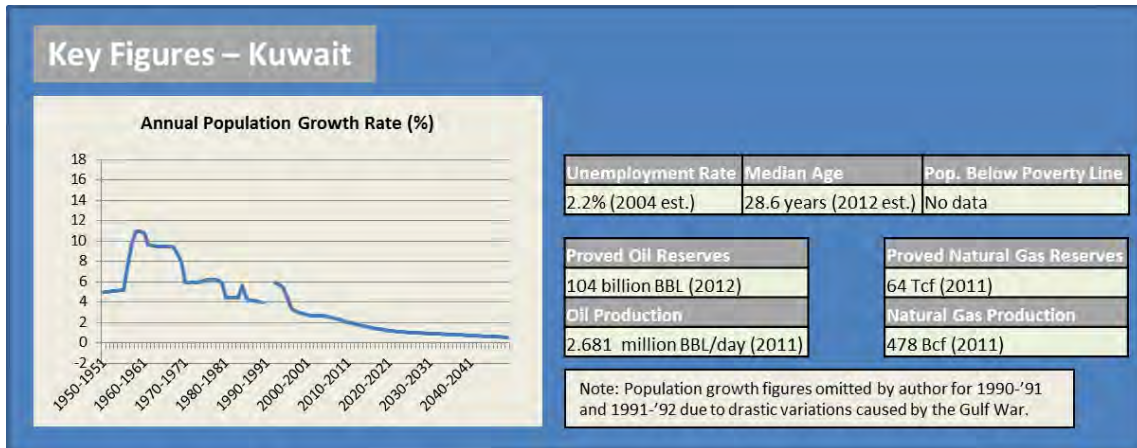 Key Figures – Kuwait
Annual Population Growth Rate (%)
18
16
14
12
10
8
6
4
2
0
-2
1950-1951
1960-1961
1970-1971
1980-1981
1990-1991
2000-2001
2010-2011
2020-2021
2030-2031
2040-2041
Unemployment Rate Median Age Pop. Below Poverty Line
2.2% (2004 est.) 28.6 years (2012 est.) No data
Proved Oil Reserves
104 billion BBL (2012)
Oil Production
2.681 million BBL/day (2011)
Proved Natural Gas Reserves
64 Tcf (2011)
Natural Gas Production
478 Bcf (2011)
Note: Population growth figures omitted by author for 1990-'91
and 1991-'92 due to drastic variations caused by the Gulf War.